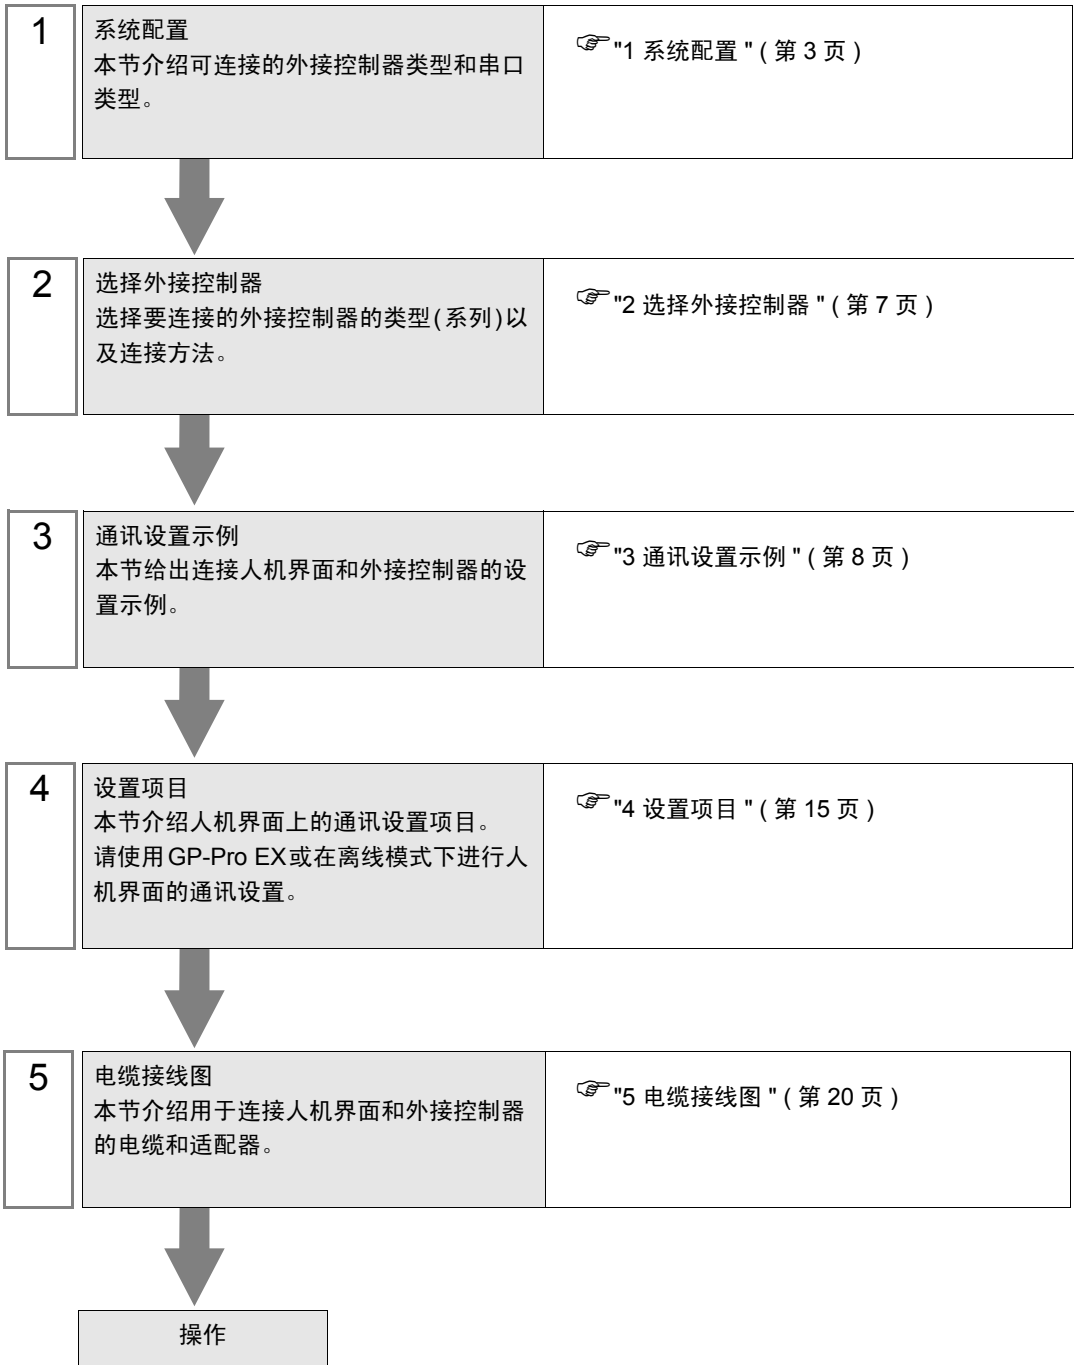 1
系统配置
本节介绍可连接的外接控制器类型和串口
类型。
"1 系统配置 " ( 第 3 页 )
2
选择外接控制器
选择要连接的外接控制器的类型(系列)以
及连接方法。
"2 选择外接控制器 " ( 第 7 页 )
3
通讯设置示例
本节给出连接人机界面和外接控制器的设
置示例。
"3 通讯设置示例 " ( 第 8 页 )
4
设置项目
本节介绍人机界面上的通讯设置项目。
请使用GP-Pro EX或在离线模式下进行人
机界面的通讯设置。
"4 设置项目 " ( 第 15 页 )
5
电缆接线图
本节介绍用于连接人机界面和外接控制器
的电缆和适配器。
"5 电缆接线图 " ( 第 20 页 )
操作